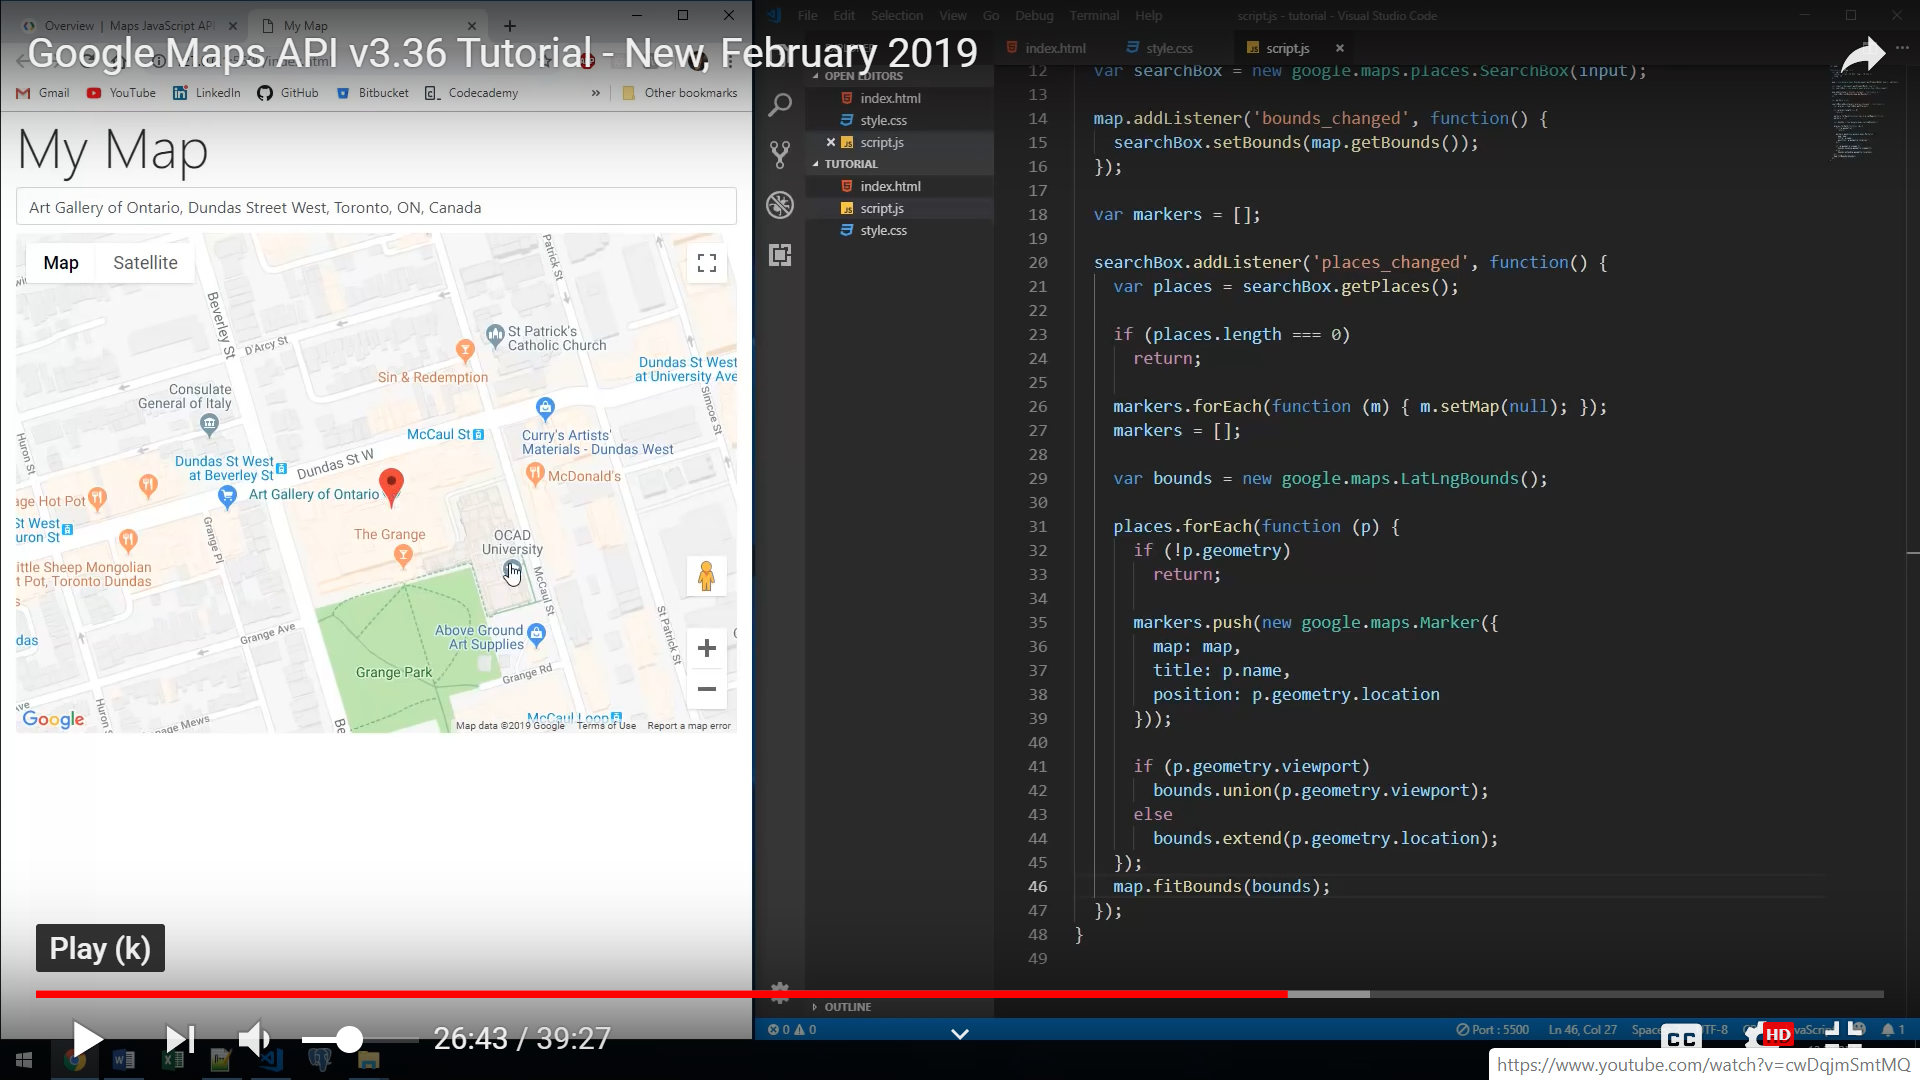 Overview | Maps JavaScript API
My Map
Google Maps API v3.36 Tutorial - New, February 2019
Gmail
YouTube
LinkedIn
GitHub
Bitbucket
Codecademy
»
Other bookmarks
My Map
Art Gallery of Ontario, Dundas Street West, Toronto, ON, Canada
Map
Satellite
Patrick St
Beverley St
D'Arcy St
St Patrick's
Catholic Church
Sin & Redemption
Dundas St West
at University Ave
Simcoe St
Consulate
General of Italy
Huron St
McCaul St
Curry's Artists'
Materials - Dundas West
Dundas St West
at Beverley St
Dundas St W
McDonald's
Art Gallery of Ontario
age Hot Pot
St West
uron St
Grange Pl
The Grange
OCAD
University
ittle Sheep Mongolian
t Pot, Toronto Dundas
McCaul St
St Patrick St
Grange Ave
Above Ground
Art Supplies
das
Grange Park
Grange Rd
Huron
Google
nge Mews
Be
McCaul Loop
Map data ©2019 Google
Terms of Use
Report a map error
File Edit Selection View Go Debug Terminal Help
script.js - tutorial - Visual Studio Code
index.html
style.css
script.js
OPEN EDITORS
index.html
style.css
script.js
TUTORIAL
index.html
script.js
style.css
OUTLINE
12 var searchBox = new google.maps.places.SearchBox(input);
13
14 map.addListener('bounds_changed', function() {
15 searchBox.setBounds(map.getBounds());
16 });
17
18 var markers = [];
19
20 searchBox.addListener('places_changed', function() {
21 var places = searchBox.getPlaces();
22
23 if (places.length === 0)
24 return;
25
26 markers.forEach(function (m) { m.setMap(null); });
27 markers = [];
28
29 var bounds = new google.maps.LatLngBounds();
30
31 places.forEach(function (p) {
32 if (!p.geometry)
33 return;
34
35 markers.push(new google.maps.Marker({
36 map: map,
37 title: p.name,
38 position: p.geometry.location
39 }));
40
41 if (p.geometry.viewport)
42 bounds.union(p.geometry.viewport);
43 else
44 bounds.extend(p.geometry.location);
45 });
46 map.fitBounds(bounds);
47 });
48 }
49
Play (k)
26:43 / 39:27
0 0
Port : 5500
Ln 46, Col 27
CC
HD
1
https://www.youtube.com/watch?v=cwDqjmSmtMQ